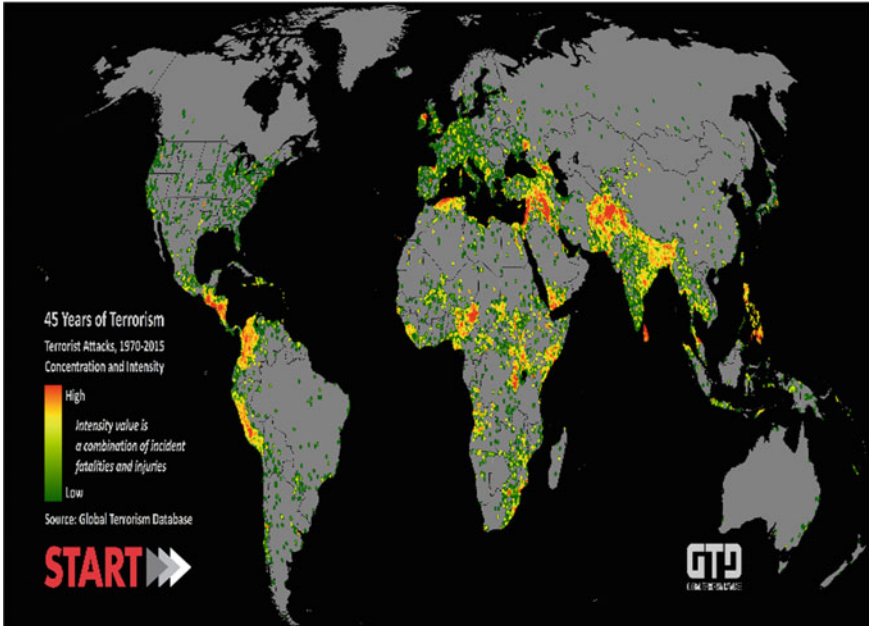 45 Years of Terrorism
Terrorist Attacks, 1970-2015
Concentration and Intensity
High
Intensity value is
a combination of incident
fatalities and injuries
Low
Source: Global Terrorism Database
START
GTD